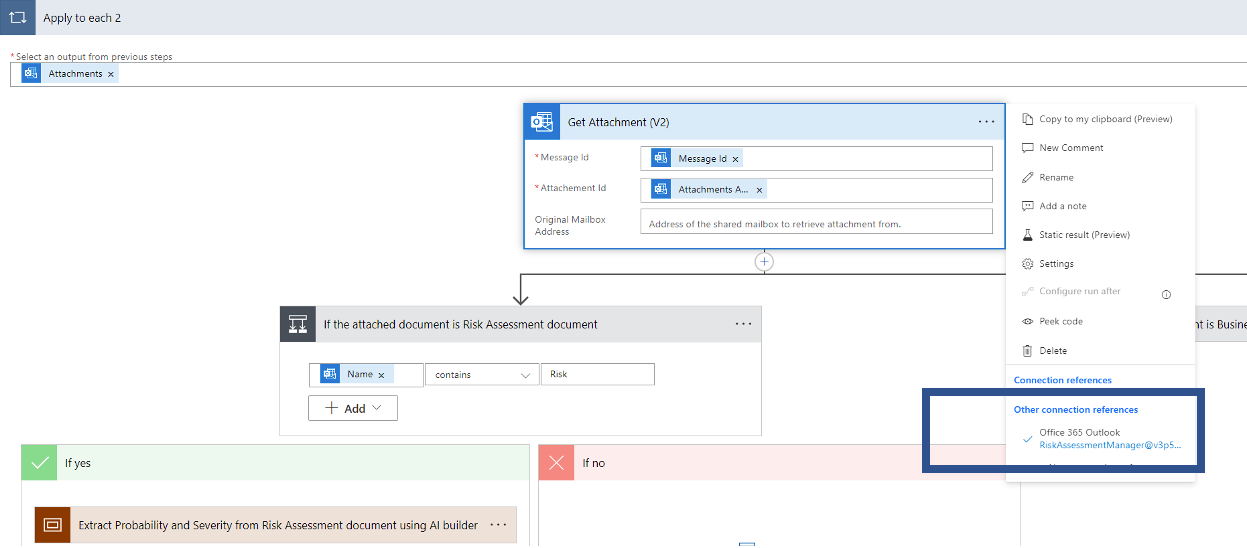 Apply to each 2
*Select an output from previous steps
Attachments ×
Get Attachment (V2) ...
*Message Id
Message Id ×
*Attachement Id
Attachments A... ×
Original Mailbox
Address
Address of the shared mailbox to retrieve attachment from.
Copy to my clipboard (Preview)
New Comment
Rename
Add a note
Static result (Preview)
Settings
Configure run after
Peek code
Delete
Connection references
Other connection references
Office 365 Outlook
RiskAssessmentManager@v3p5...
If the attached document is Risk Assessment document ...
Name ×
contains
Risk
+ Add
nt is Busine
If yes
If no
Extract Probability and Severity from Risk Assessment document using AI builder ...